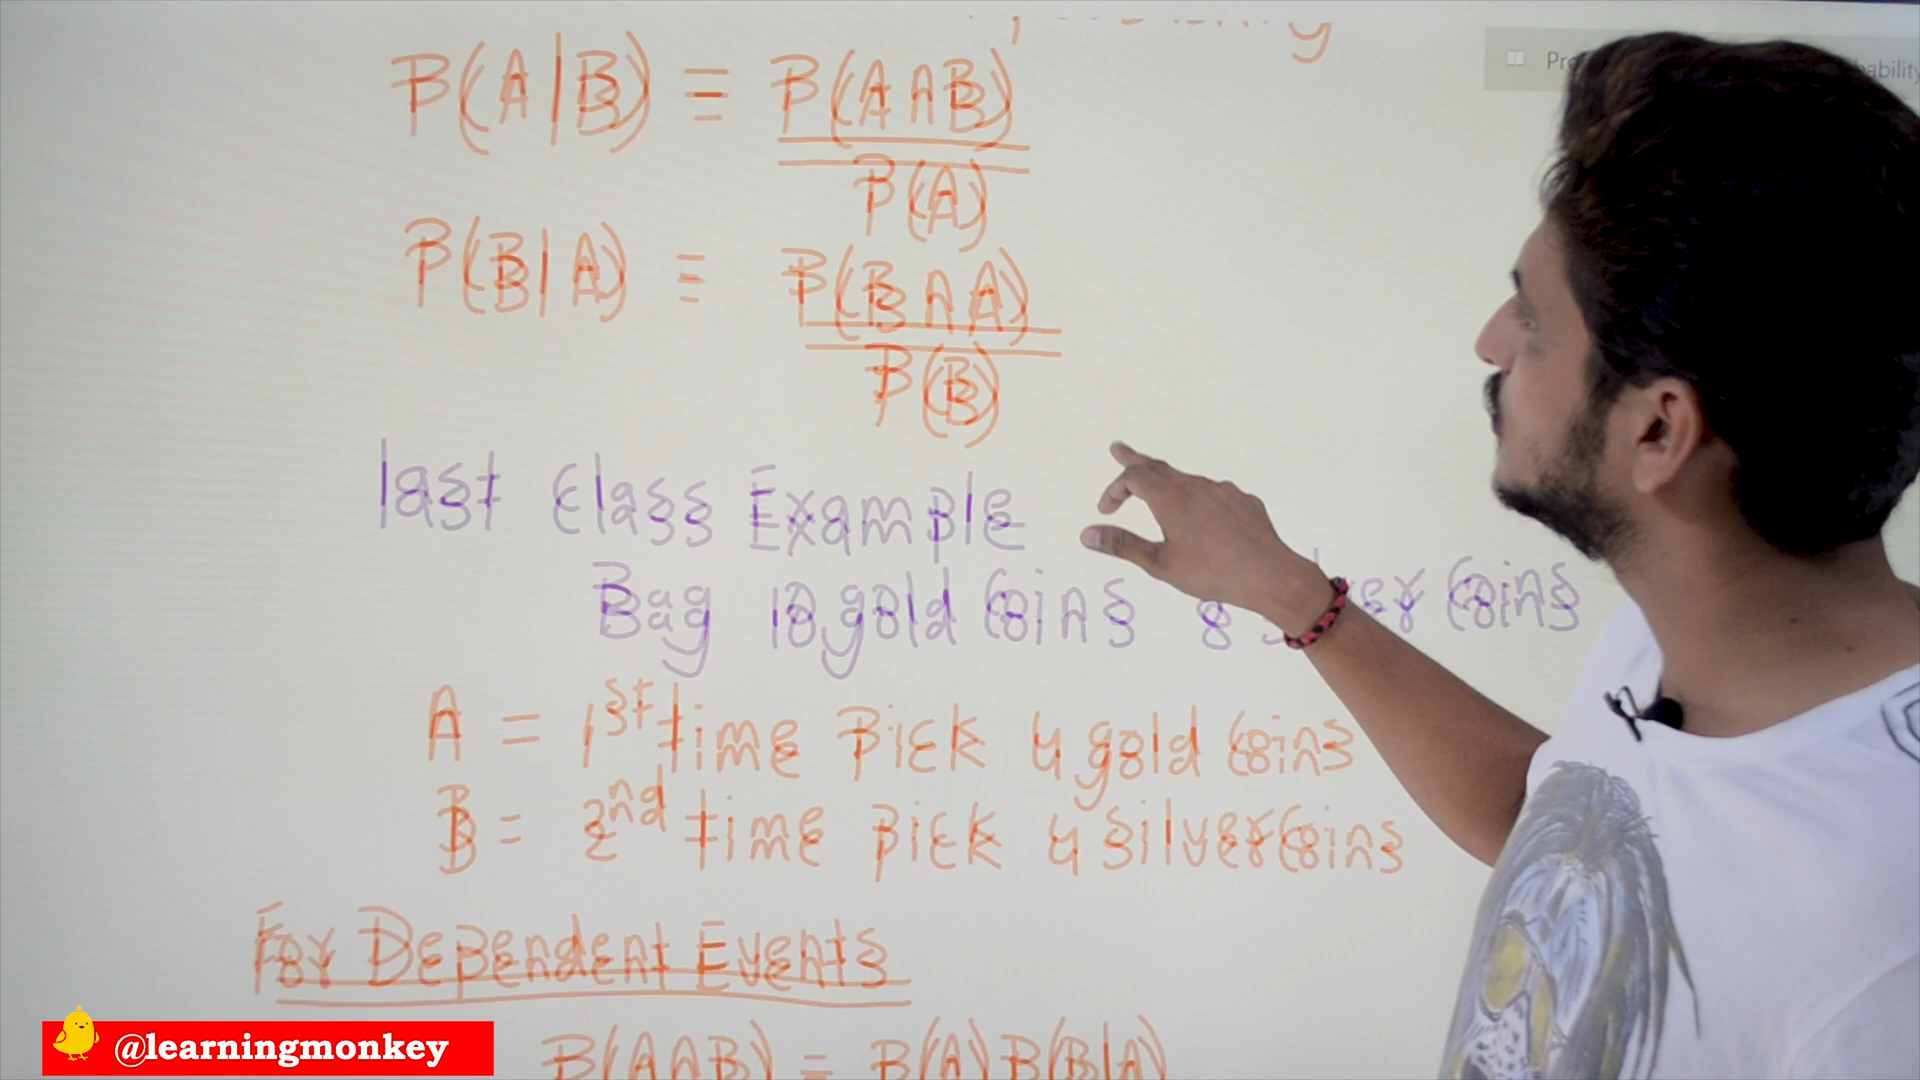 P(A|B) = P(A∩B)
P(A)
P(B|A) = P(B∩A)
P(B)
last class Example
Bag 10 gold Coins 8 Coins
A = 1st time pick 4 gold Coins
B = 2nd time pick 4 silver Coins
For Dependent Events
P(A∩B) = P(A) P(B|A)
@learningmonkey